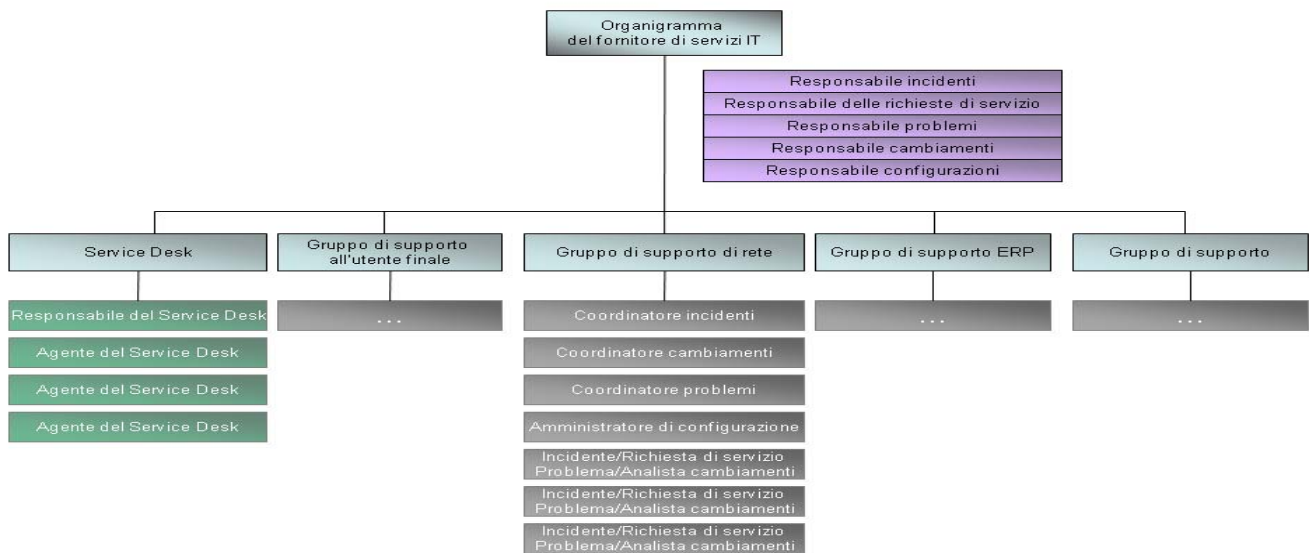 Organigramma
del fornitore di servizi IT
Responsabile incidenti
Responsabile delle richieste di servizio
Responsabile problemi
Responsabile cambiamenti
Responsabile configurazioni
Service Desk
Gruppo di supporto
all'utente finale
Gruppo di supporto di rete
Gruppo di supporto ERP
Gruppo di supporto
Responsabile del Service Desk
Agente del Service Desk
Agente del Service Desk
Agente del Service Desk
...
Coordinatore incidenti
Coordinatore cambiamenti
Coordinatore problemi
Amministratore di configurazione
Incidente/Richiesta di servizio
Problema/Analista cambiamenti
Incidente/Richiesta di servizio
Problema/Analista cambiamenti
Incidente/Richiesta di servizio
Problema/Analista cambiamenti
...
...